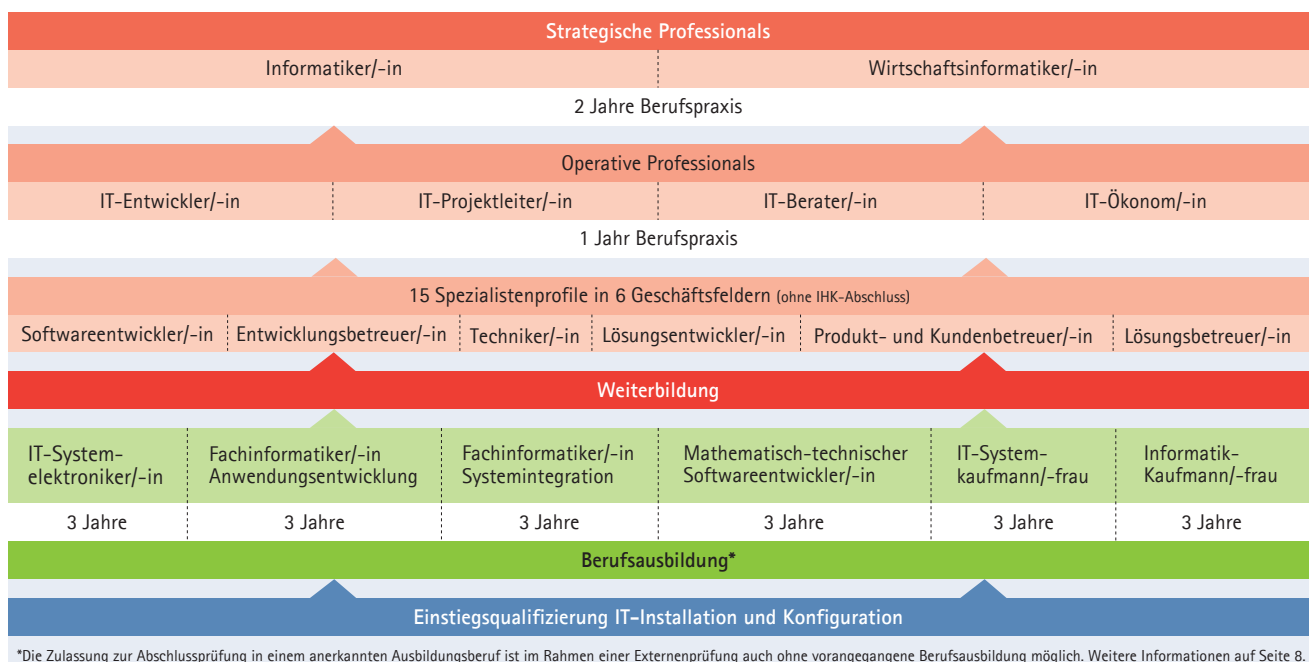 Strategische Professionals
Informatiker/-in
Wirtschaftsinformatiker/-in
2 Jahre Berufspraxis
Operative Professionals
IT-Entwickler/-in
IT-Projektleiter/-in
IT-Berater/-in
IT-Ökonom/-in
1 Jahr Berufspraxis
15 Spezialistenprofile in 6 Geschäftsfeldern (ohne IHK-Abschluss)
Softwareentwickler/-in
Entwicklungsbetreuer/-in
Techniker/-in
Lösungsentwickler/-in
Produkt- und Kundenbetreuer/-in
Lösungsbetreuer/-in
Weiterbildung
IT-System-
elektroniker/-in
Fachinformatiker/-in
Anwendungsentwicklung
Fachinformatiker/-in
Systemintegration
Mathematisch-technischer
Softwareentwickler/-in
IT-System-
kaufmann/-frau
Informatik-
Kaufmann/-frau
3 Jahre
3 Jahre
3 Jahre
3 Jahre
3 Jahre
3 Jahre
Berufsausbildung*
Einstiegsqualifizierung IT-Installation und Konfiguration
*Die Zulassung zur Abschlussprüfung in einem anerkannten Ausbildungsberuf ist im Rahmen einer Externenprüfung auch ohne vorangegangene Berufsausbildung möglich. Weitere Informationen auf Seite 8.